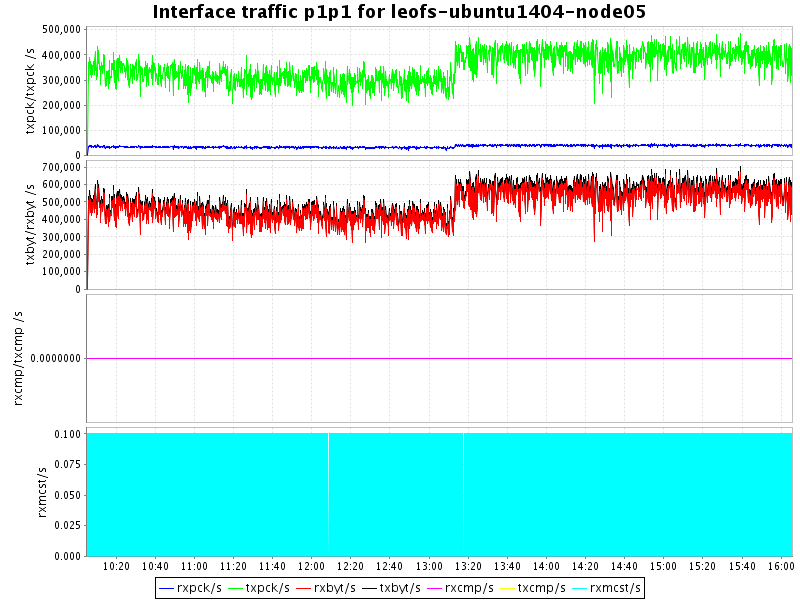 Interface traffic p1p1 for leofs-ubuntu1404-node05
txpck/txpck /s
500,000
400,000
300,000
200,000
100,000
0
txbyt/rxbyt /s
700,000
600,000
500,000
400,000
300,000
200,000
100,000
0
rxcmp/txcmp /s
0.0000000
rxmcst/s
0.100
0.075
0.050
0.025
0.000
10:20 10:40 11:00 11:20 11:40 12:00 12:20 12:40 13:00 13:20 13:40 14:00 14:20 14:40 15:00 15:20 15:40 16:00
rxpck/s txpck/s rxbyt/s txbyt/s rxcmp/s txcmp/s rxmcst/s